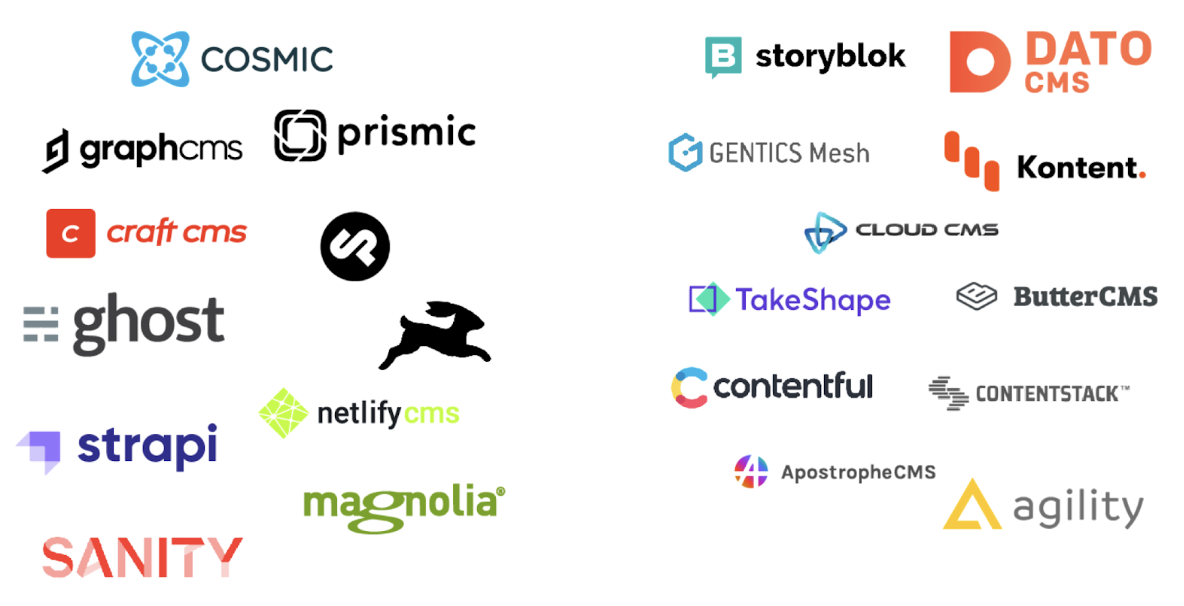 COSMIC
graphcms
prismic
c craft cms
ghost
netlifycms
strapi
magnolia®
SANITY
B storyblok
DATO
CMS
GENTICS Mesh
Kontent.
CLOUD CMS
TakeShape
ButterCMS
contentful
CONTENTSTACK™
A ApostropheCMS
agility